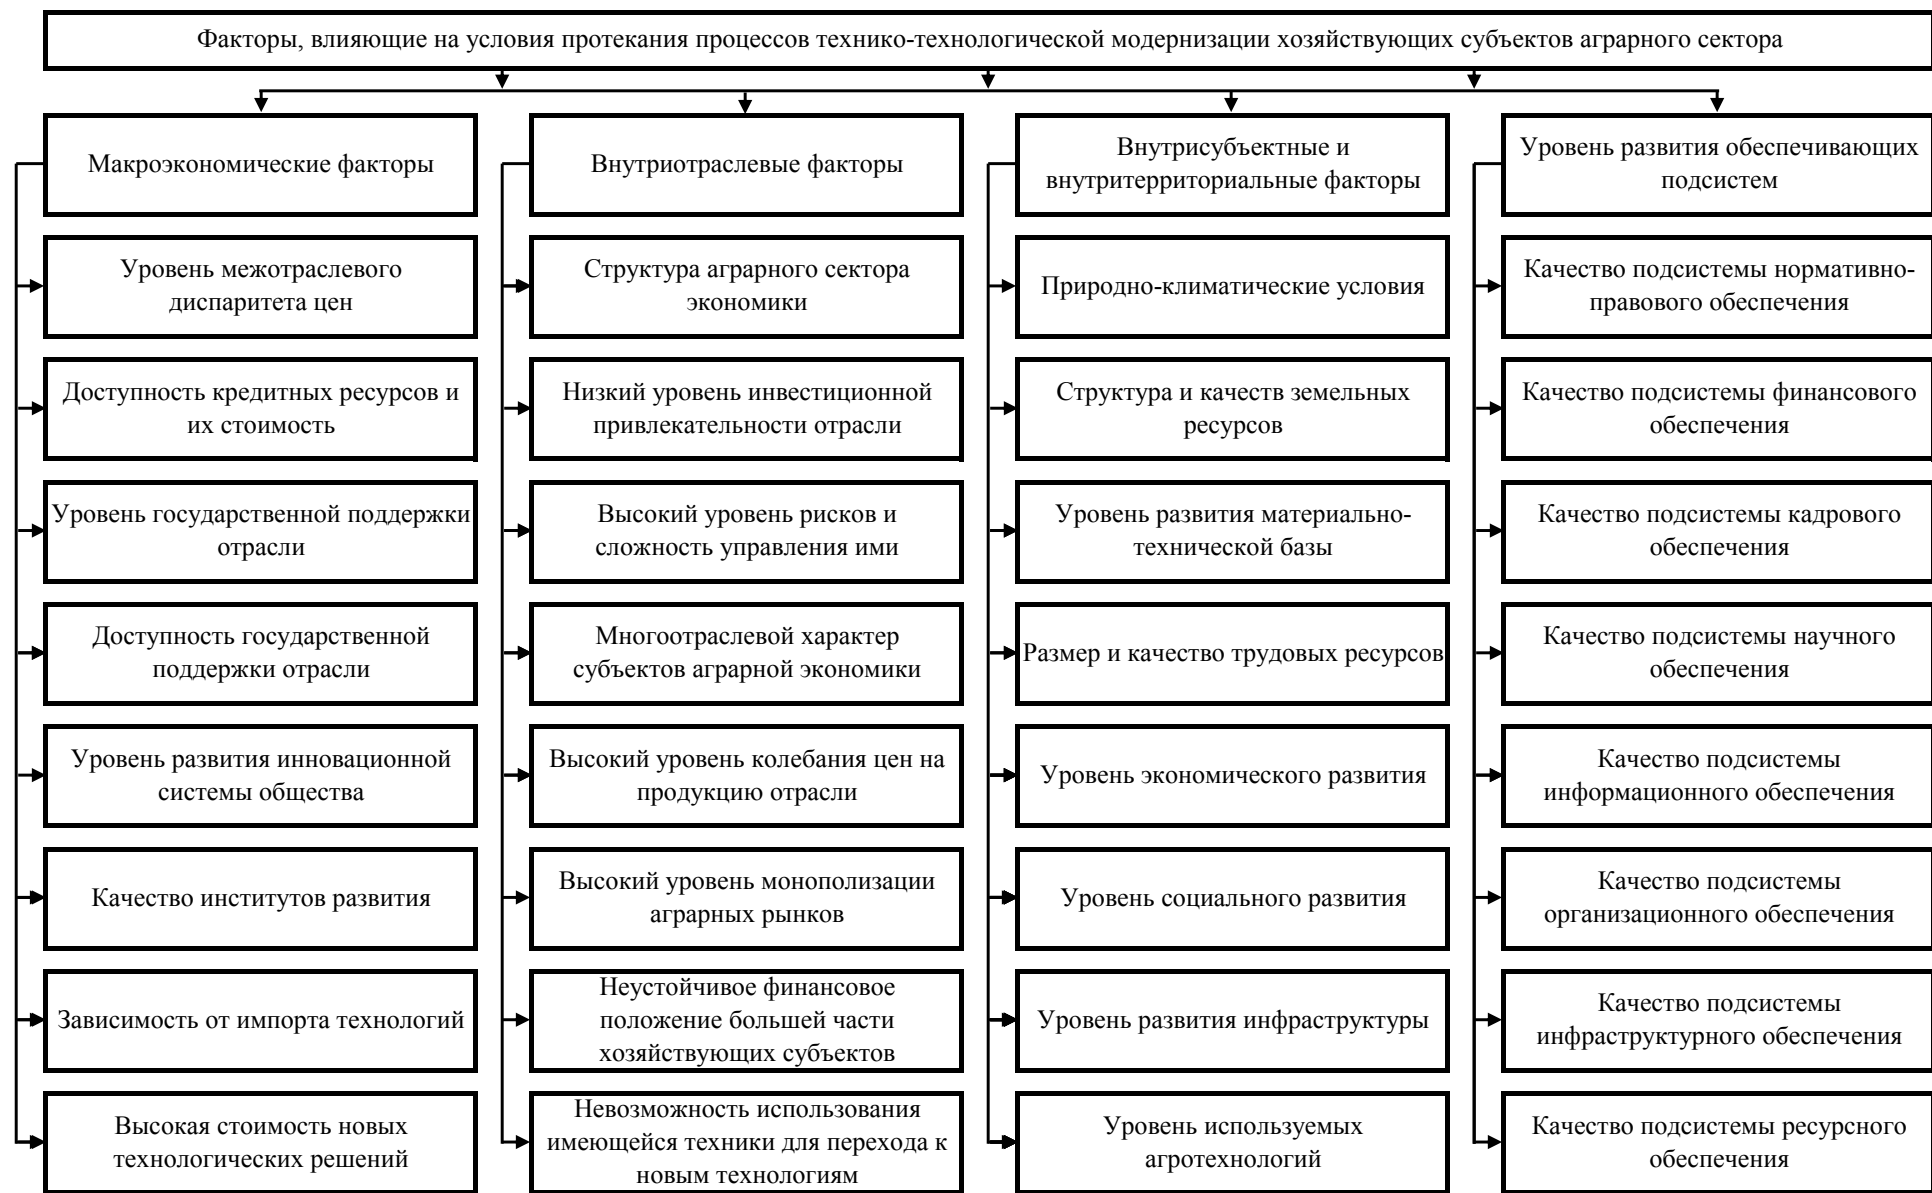 Факторы, влияющие на условия протекания процессов технико-технологической модернизации хозяйствующих субъектов аграрного сектора
Макроэкономические факторы
Внутриотраслевые факторы
Внутрисубъектные и
внутритерриториальные факторы
Уровень развития обеспечивающих
подсистем
Уровень межотраслевого
диспаритета цен
Структура аграрного сектора
экономики
Природно-климатические условия
Качество подсистемы нормативно-
правового обеспечения
Доступность кредитных ресурсов и
их стоимость
Низкий уровень инвестиционной
привлекательности отрасли
Структура и качеств земельных
ресурсов
Качество подсистемы финансового
обеспечения
Уровень государственной поддержки
отрасли
Высокий уровень рисков и
сложность управления ими
Уровень развития материально-
технической базы
Качество подсистемы кадрового
обеспечения
Доступность государственной
поддержки отрасли
Многоотраслевой характер
субъектов аграрной экономики
Размер и качество трудовых ресурсов
Качество подсистемы научного
обеспечения
Уровень развития инновационной
системы общества
Высокий уровень колебания цен на
продукцию отрасли
Уровень экономического развития
Качество подсистемы
информационного обеспечения
Качество институтов развития
Высокий уровень монополизации
аграрных рынков
Уровень социального развития
Качество подсистемы
организационного обеспечения
Зависимость от импорта технологий
Неустойчивое финансовое
положение большей части
хозяйствующих субъектов
Уровень развития инфраструктуры
Качество подсистемы
инфраструктурного обеспечения
Высокая стоимость новых
технологических решений
Невозможность использования
имеющейся техники для перехода к
новым технологиям
Уровень используемых
агротехнологий
Качество подсистемы ресурсного
обеспечения